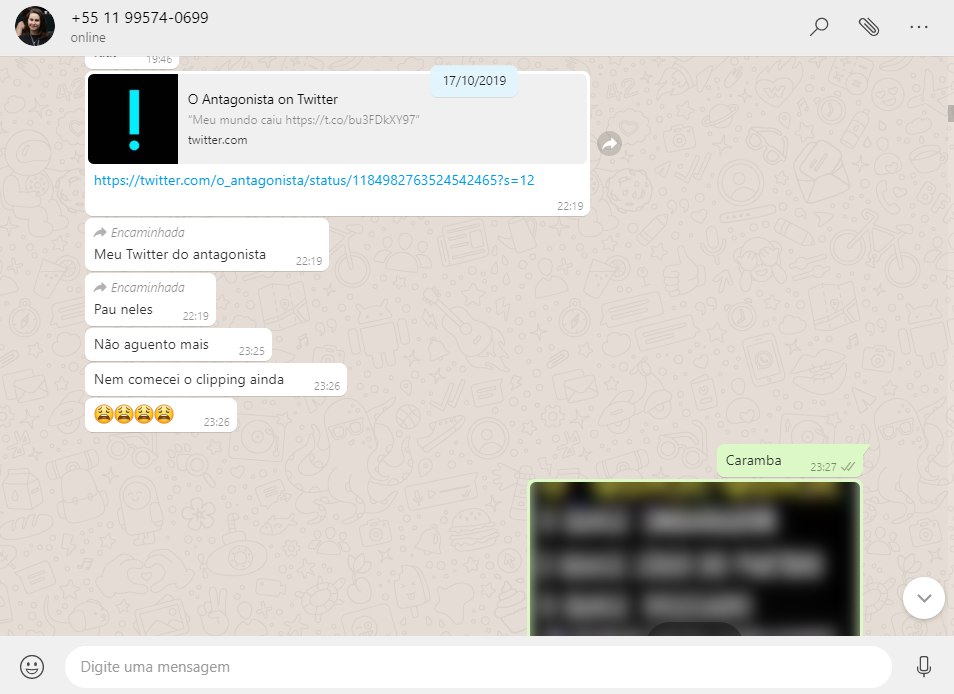 +55 11 99574-0699
online
19:46
17/10/2019
O Antagonista on Twitter
“Meu mundo caiu https://t.co/bu3FDkXY97”
twitter.com
https://twitter.com/o_antagonista/status/1184982763524542465?s=12
22:19
Encaminhada
Meu Twitter do antagonista 22:19
Encaminhada
Pau neles 22:19
Não aguento mais 23:25
Nem comecei o clipping ainda 23:26
😩😩😩😩 23:26
Caramba 23:27
Digite uma mensagem